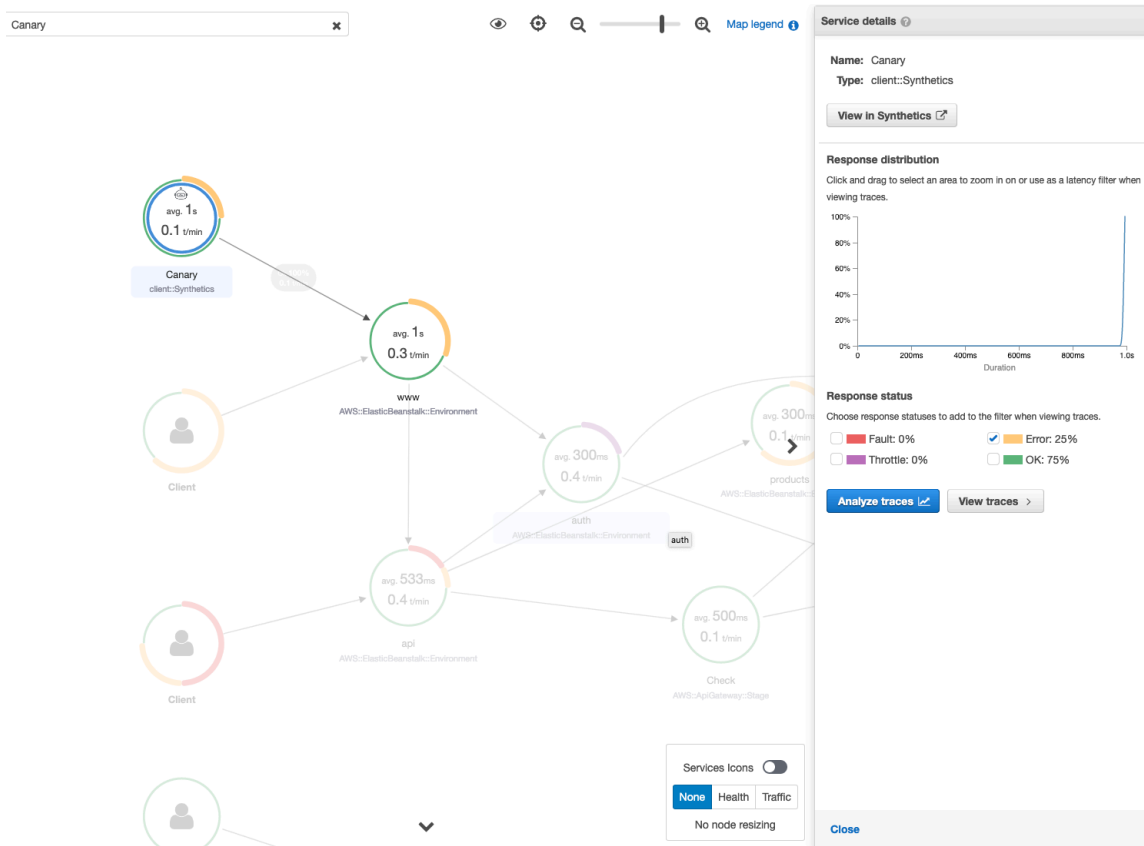 Canary
Map legend
Service details
Name: Canary
Type: client::Synthetics
View in Synthetics
Response distribution
Click and drag to select an area to zoom in on or use as a latency filter when
viewing traces.
100%
80%
60%
40%
20%
0%
0
200ms
400ms
600ms
800ms
1.0s
Duration
Response status
Choose response statuses to add to the filter when viewing traces.
Fault: 0%
Error: 25%
Throttle: 0%
OK: 75%
Analyze traces
View traces
Close
avg. 1s
0.1 t/min
Canary
client::Synthetics
avg. 1s
0.3 t/min
www
AWS::ElasticBeanstalk::Environment
Client
avg. 300ms
0.4 t/min
auth
AWS::ElasticBeanstalk::Environment
auth
avg. 300m
0.1 t/min
products
AWS::ElasticBeanstalk::
avg. 533ms
0.4 t/min
api
AWS::ElasticBeanstalk::Environment
Client
avg. 500ms
0.1 t/min
Check
AWS::ApiGateway::Stage
Services Icons
None
Health
Traffic
No node resizing